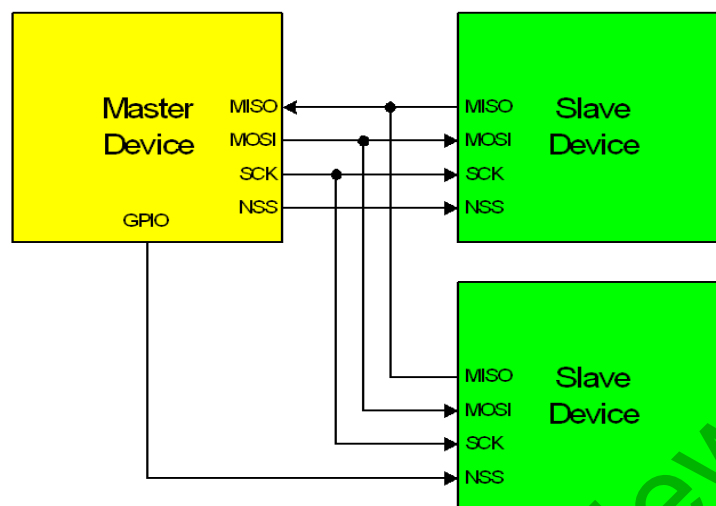 Master
Device
MISO
MOSI
SCK
NSS
GPIO
MISO
MOSI
SCK
NSS
Slave
Device
MISO
MOSI
SCK
NSS
Slave
Device